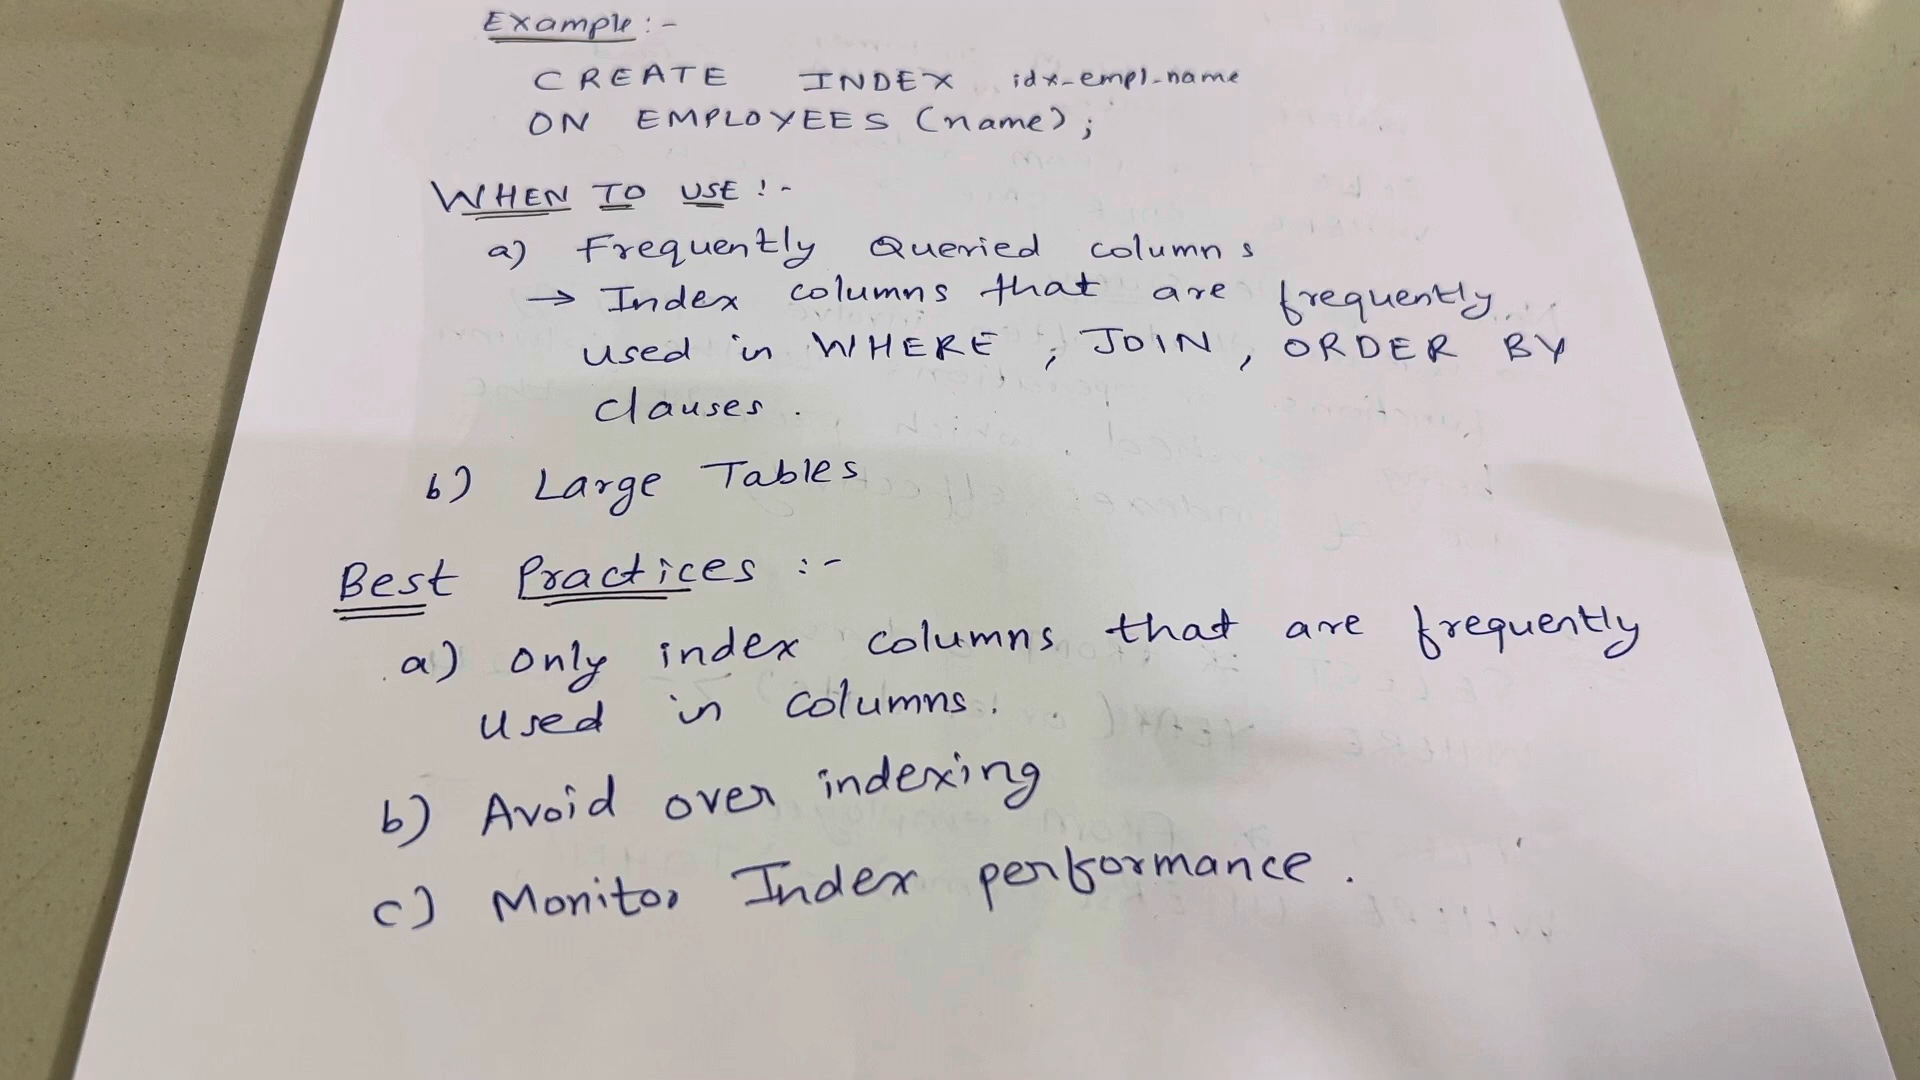 Example :-
CREATE INDEX idx_empl_name
ON EMPLOYEES (name);
WHEN TO USE :-
a) Frequently Queried columns
→ Index columns that are frequently
used in WHERE, JOIN, ORDER BY
clauses.
b) Large Tables
Best Practices :-
a) only index columns that are frequently
used in columns.
b) Avoid over indexing
c) Monitor Index performance.